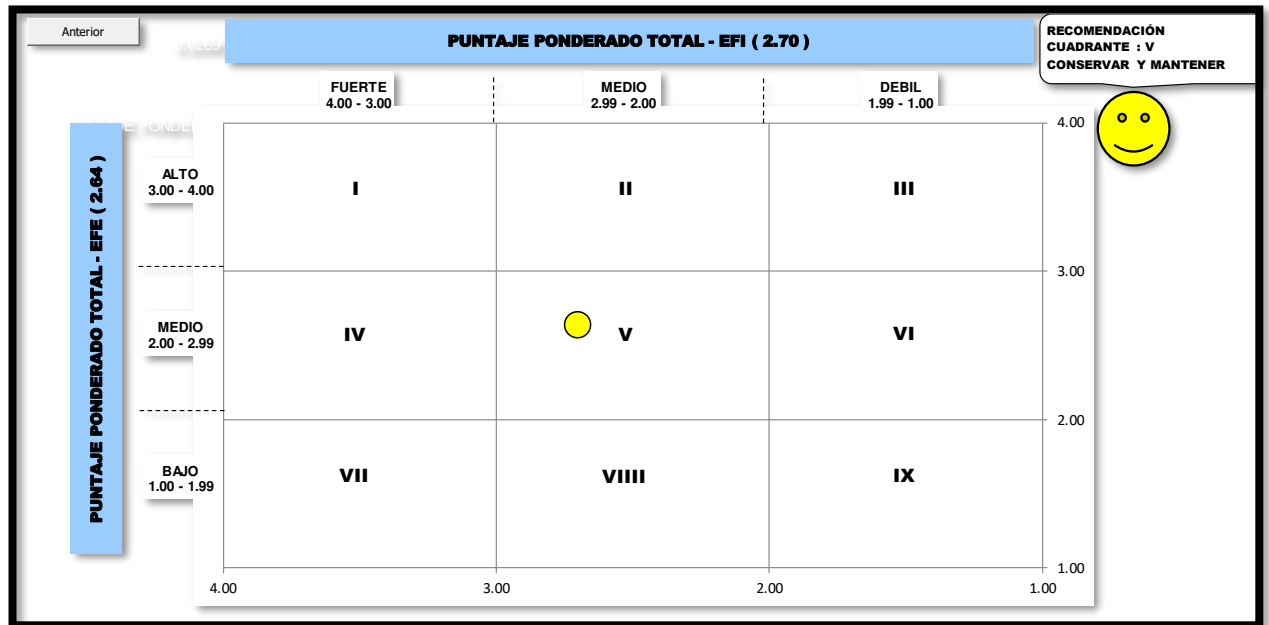 Anterior
PUNTAJE PONDERADO TOTAL - EFI ( 2.70 )
RECOMENDACIÓN
CUADRANTE : V
CONSERVAR Y MANTENER
FUERTE
4.00 - 3.00
MEDIO
2.99 - 2.00
DEBIL
1.99 - 1.00
PUNTAJE PONDERADO TOTAL - EFE ( 2.64 )
ALTO
3.00 - 4.00
MEDIO
2.00 - 2.99
BAJO
1.00 - 1.99
I
II
III
IV
V
VI
VII
VIIII
IX
4.00
3.00
2.00
1.00
4.00
3.00
2.00
1.00